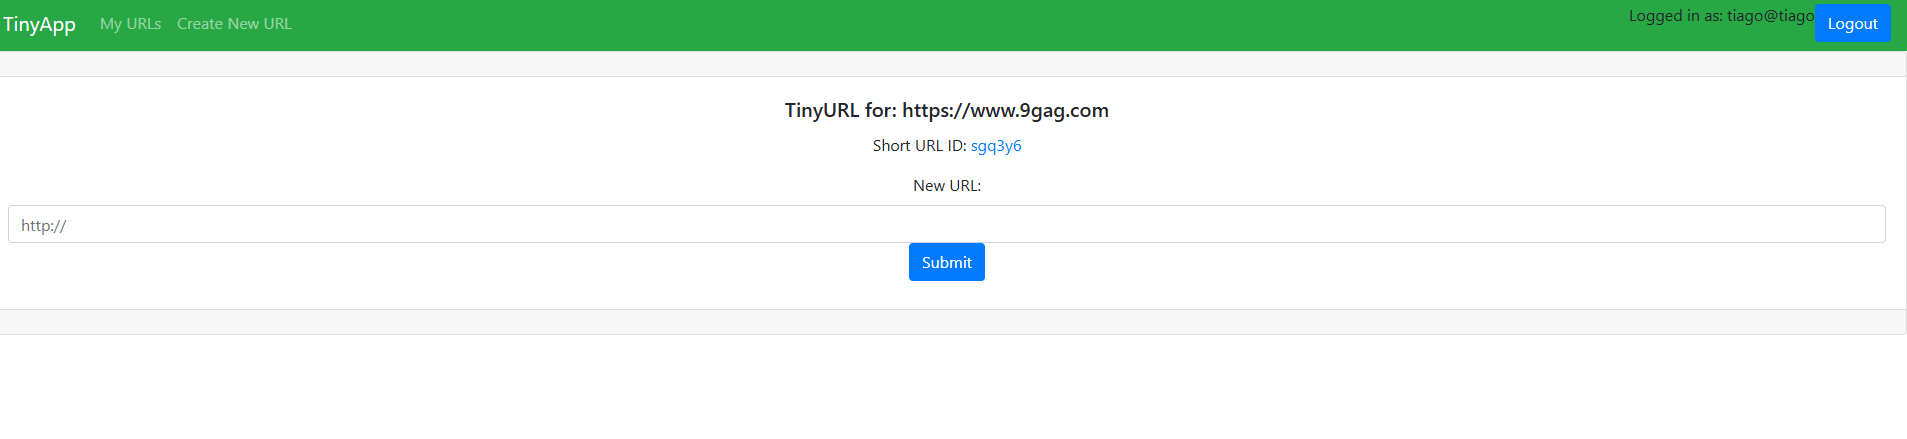 TinyApp My URLs Create New URL Logged in as: tiago@tiago Logout
TinyURL for: https://www.9gag.com
Short URL ID: sgq3y6
New URL:
http://
Submit